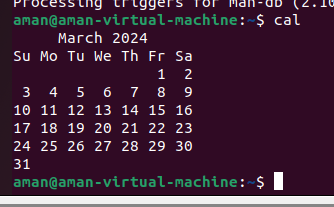 Processing triggers for man-db (2.10
aman@aman-virtual-machine:~$ cal
     March 2024
Su Mo Tu We Th Fr Sa
                1  2
 3  4  5  6  7  8  9
10 11 12 13 14 15 16
17 18 19 20 21 22 23
24 25 26 27 28 29 30
31
aman@aman-virtual-machine:~$